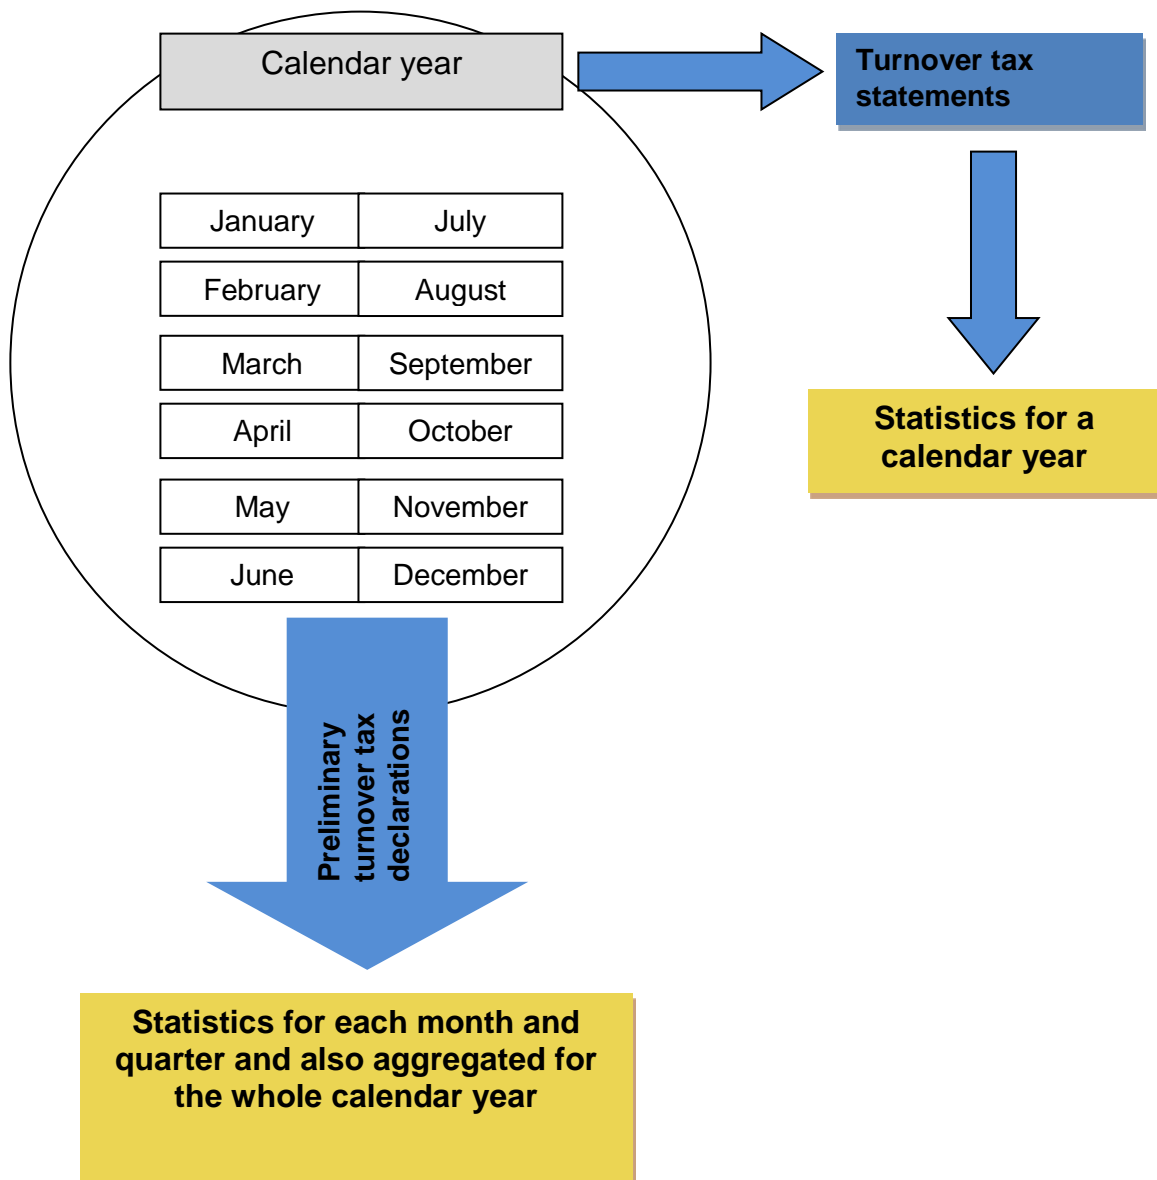 Calendar year
Turnover tax
statements
January
July
February
August
March
September
April
October
May
November
June
December
Statistics for a
calendar year
Preliminary
turnover tax
declarations
Statistics for each month and
quarter and also aggregated for
the whole calendar year